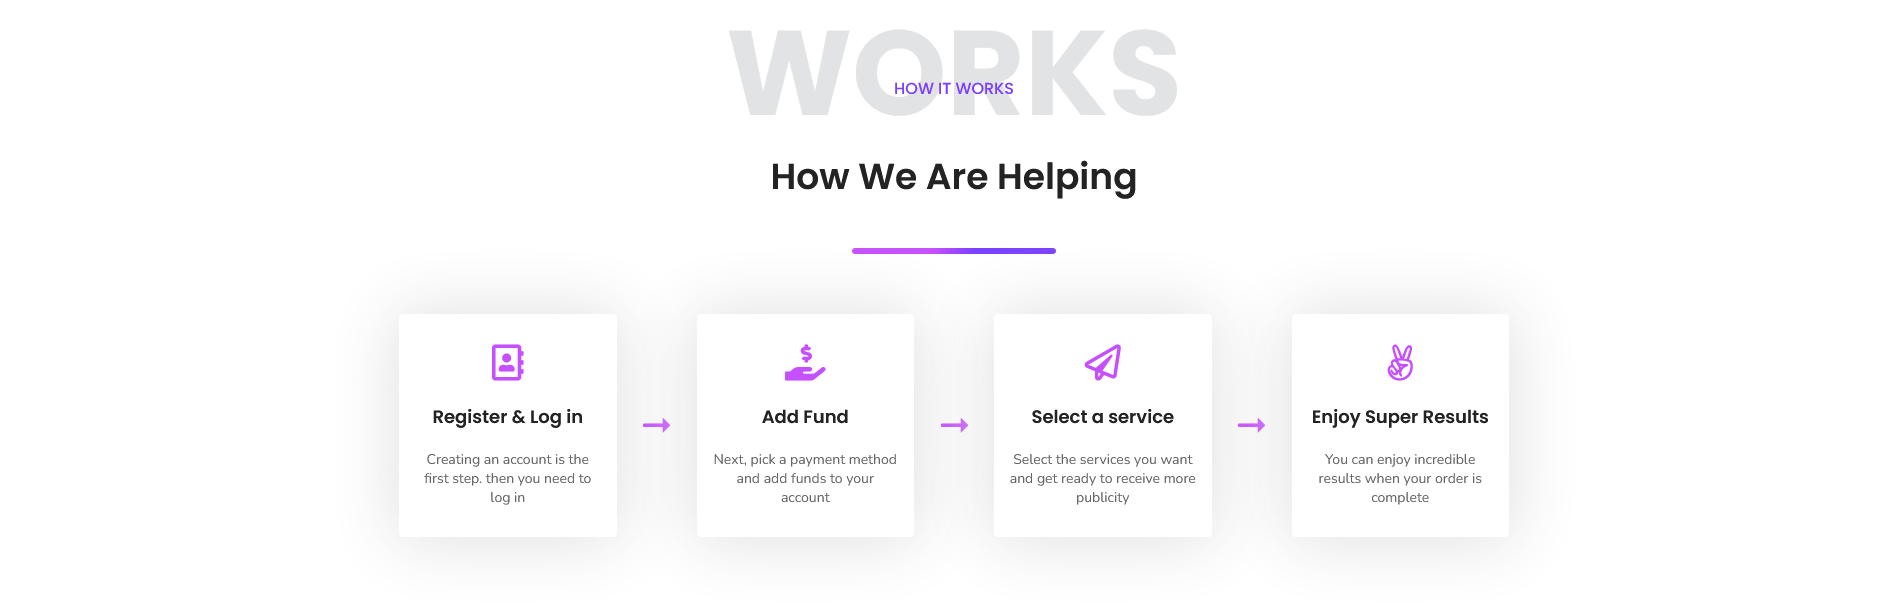 WORKS
HOW IT WORKS
How We Are Helping
Register & Log in
Creating an account is the
first step. then you need to
log in
Add Fund
Next, pick a payment method
and add funds to your
account
Select a service
Select the services you want
and get ready to receive more
publicity
Enjoy Super Results
You can enjoy incredible
results when your order is
complete